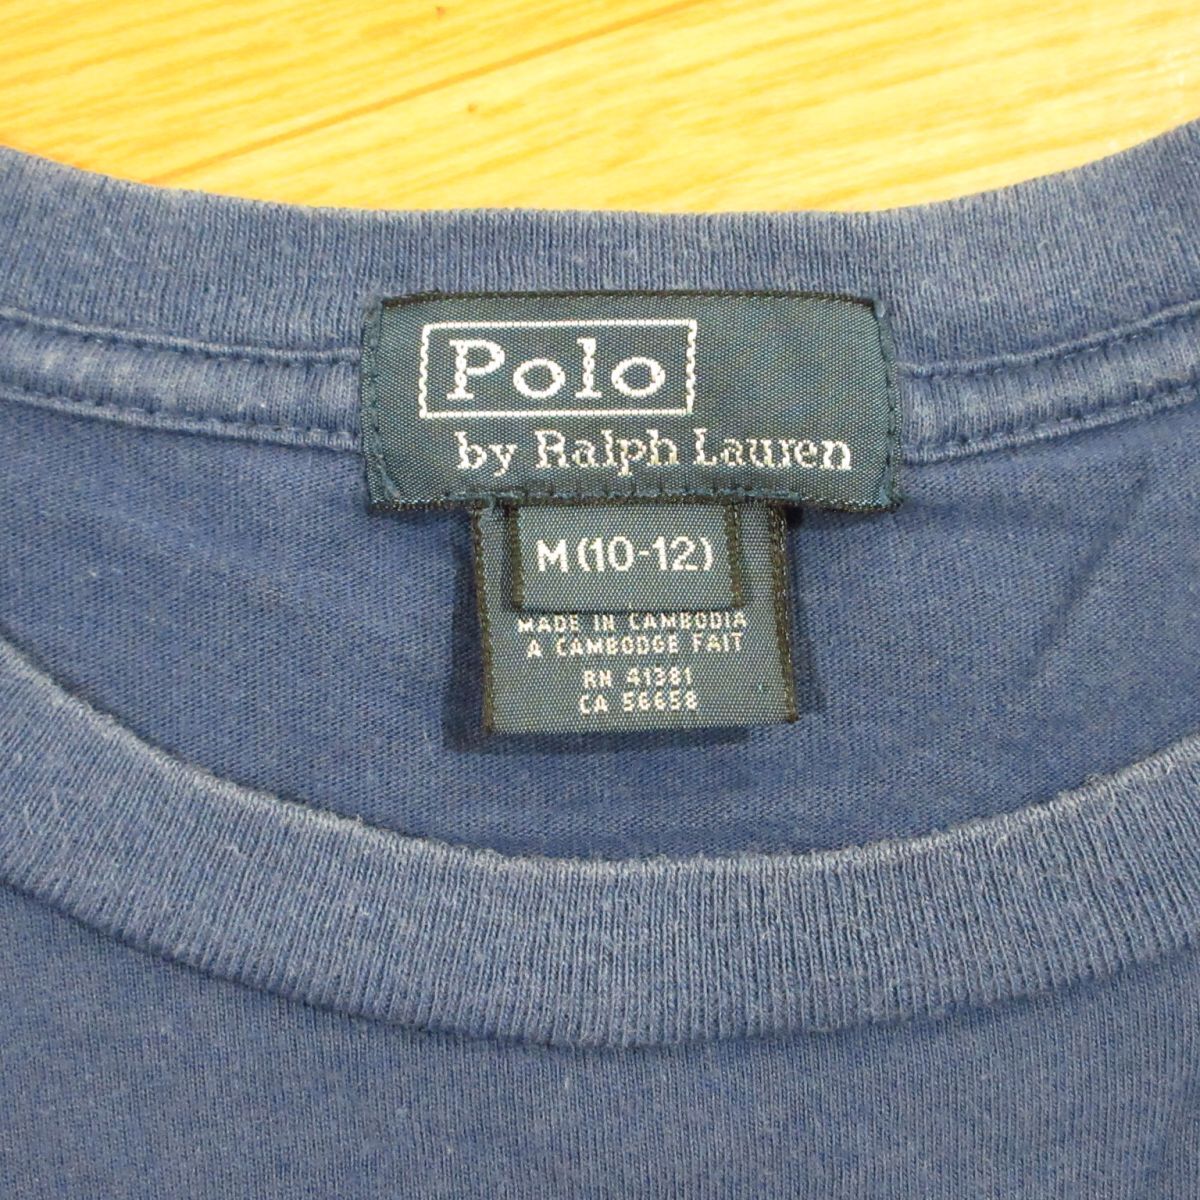 Polo
by Ralph Lauren
M (10-12)
MADE IN CAMBODIA
A CAMBODGE FAIT
RN 41381
CA 56658